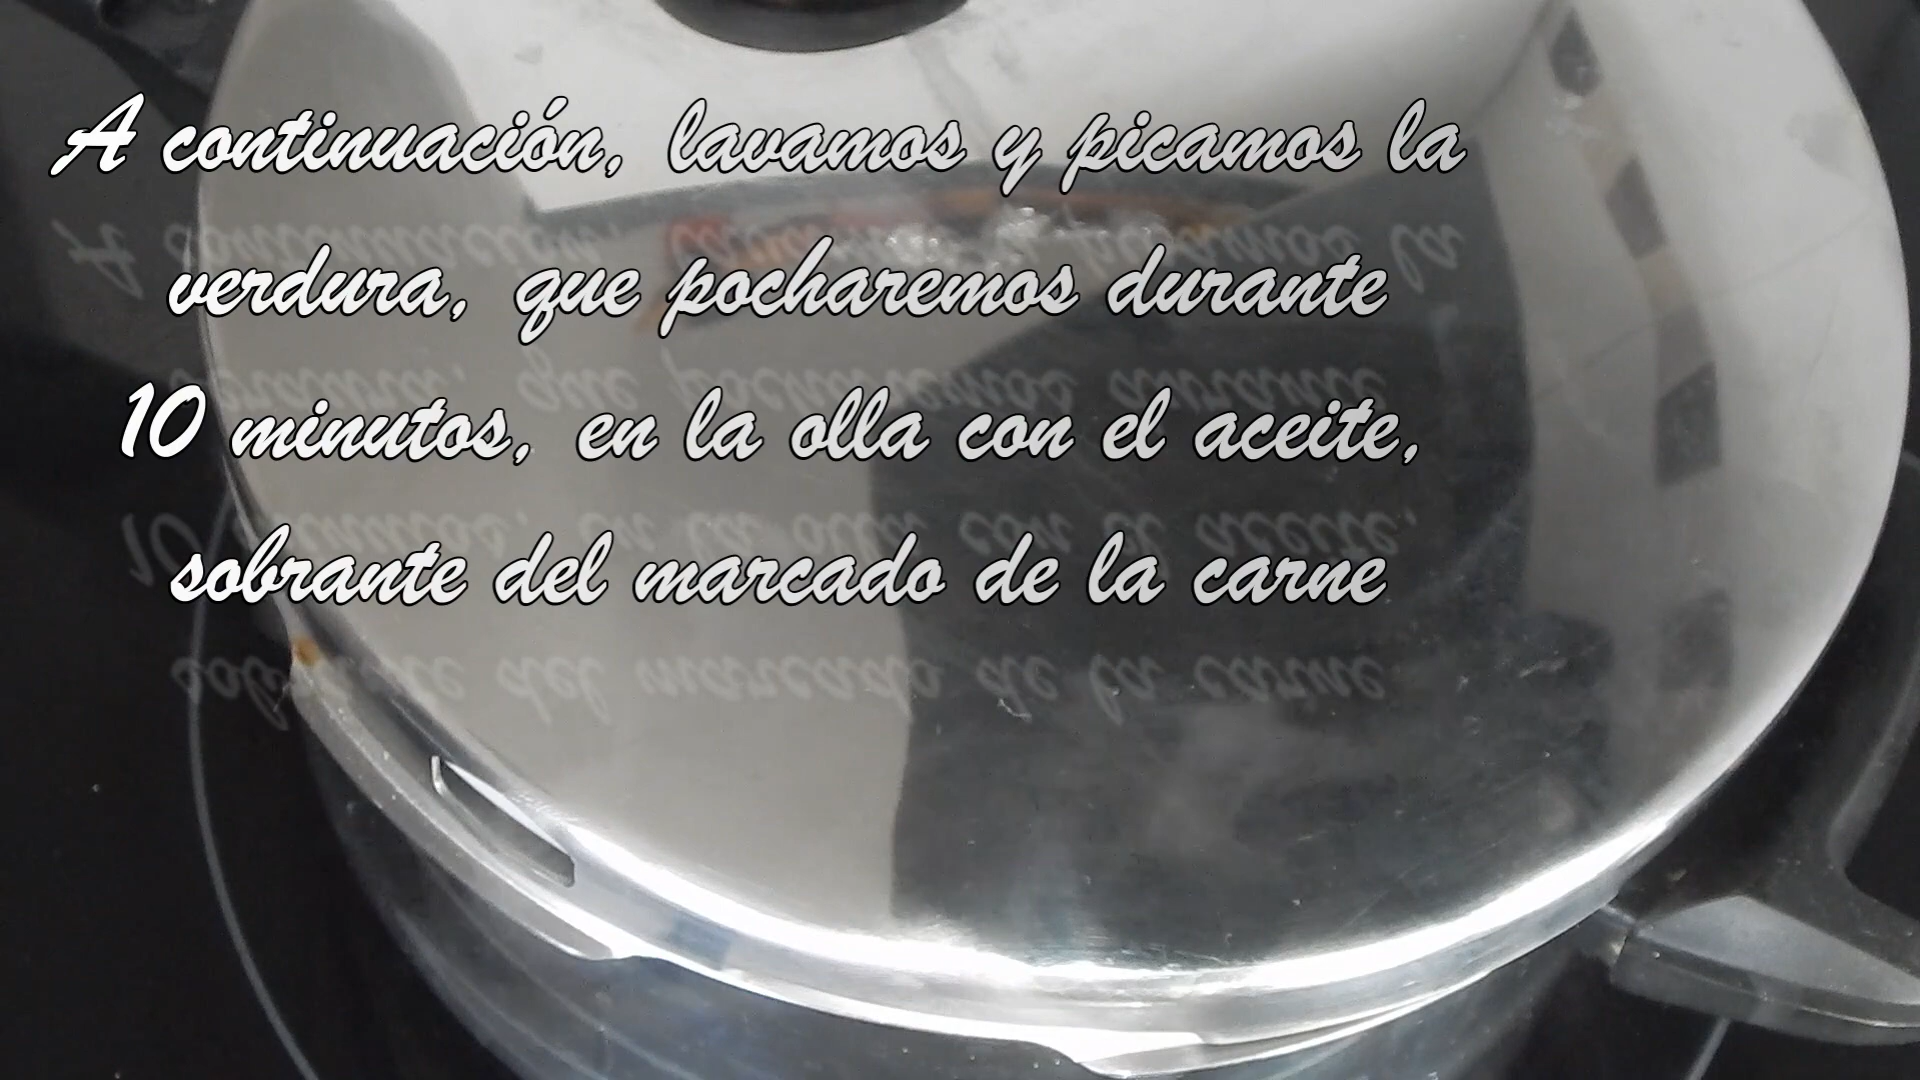 A continuación, lavamos y picamos la
verdura, que pocharemos durante
10 minutos, en la olla con el aceite,
sobrante del marcado de la carne